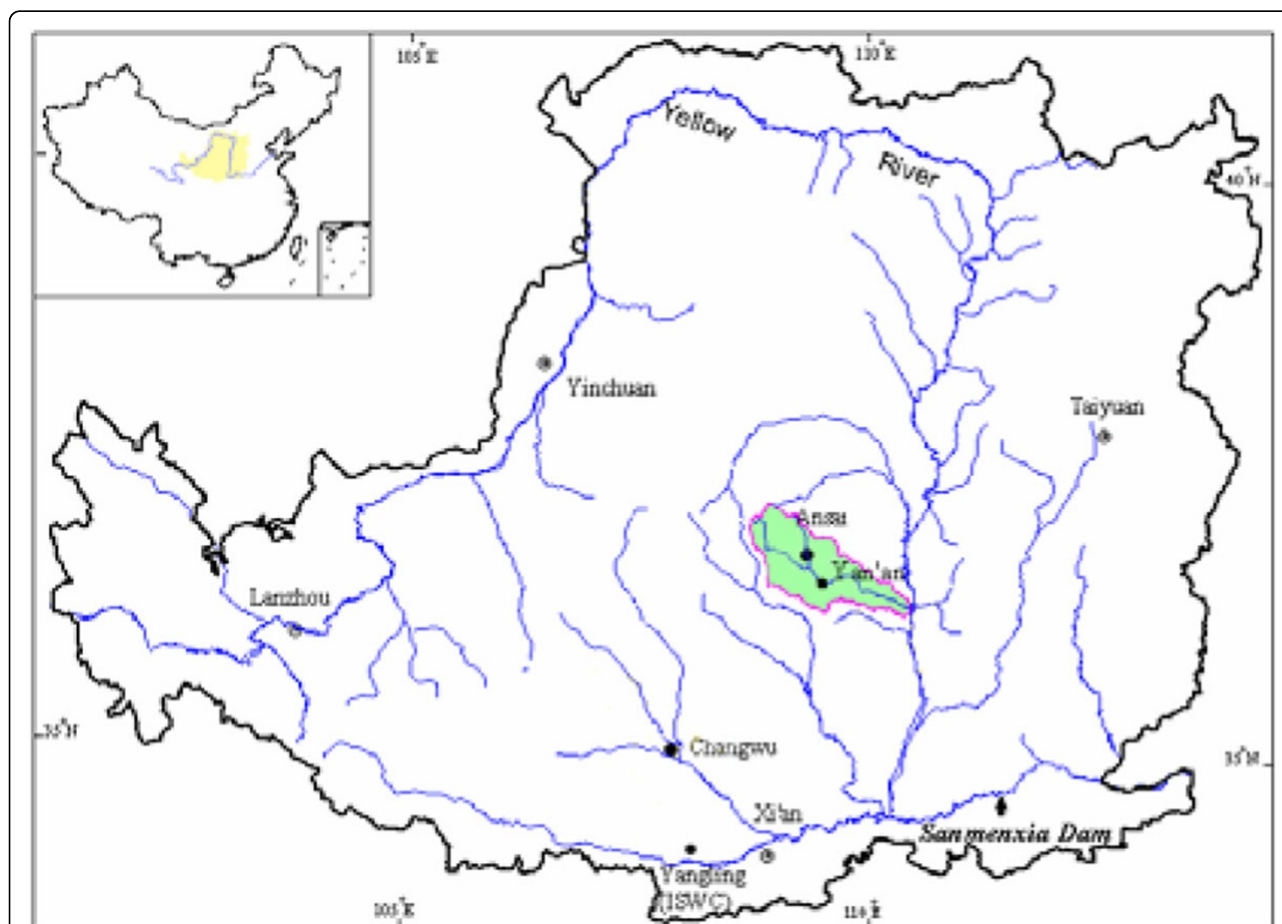 105°E
110°E
Yellow
River
40°N
Yinchuan
Taiyuan
Ansai
Yan'an
Lanzhou
35°N
Changwu
35°N
Xi'an
Sanmenxia Dam
Yangling
(ISWC)
105°E
110°E